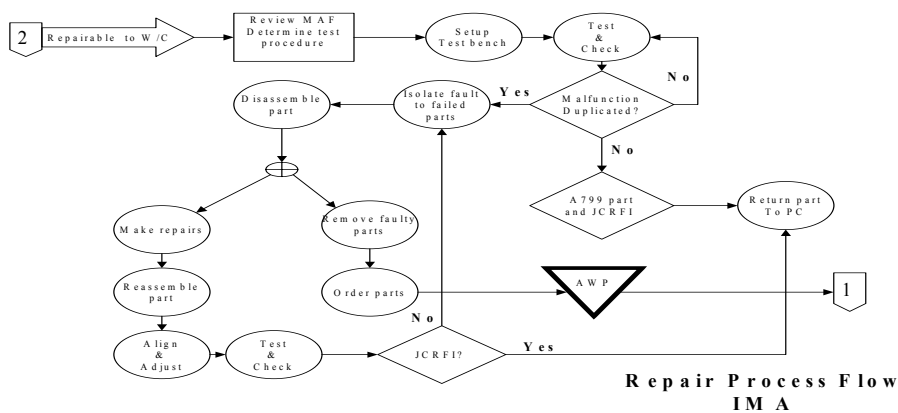 2
Repairable to W/C
Review MAF
Determine test
procedure
Setup
Testbench
Test
&
Check
No
Disassemble
part
Isolate fault
to failed
parts
Yes
Malfunction
Duplicated?
No
A799 part
and JCRFI
Return part
To PC
Make repairs
Remove faulty
parts
Reassemble
part
Order parts
AWP
1
No
Align
&
Adjust
Test
&
Check
JCRFI?
Yes
Repair Process Flow
IMA